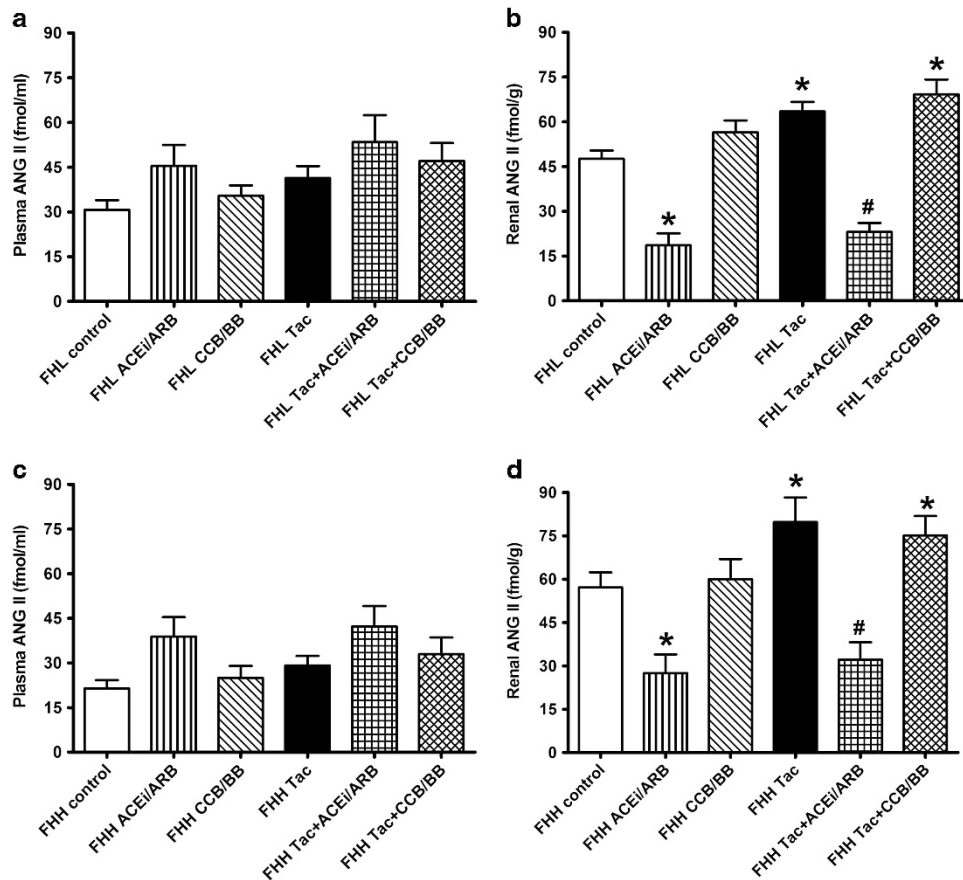 a
Plasma ANG II (fmol/ml)
90
75
60
45
30
15
0
FHL control
FHL ACEi/ARB
FHL CCB/BB
FHL Tac
FHL Tac+ACEi/ARB
FHL Tac+CCB/BB
b
Renal ANG II (fmol/g)
90
75
60
45
30
15
0
*
*
#
*
FHL control
FHL ACEi/ARB
FHL CCB/BB
FHL Tac
FHL Tac+ACEi/ARB
FHL Tac+CCB/BB
c
Plasma ANG II (fmol/ml)
90
75
60
45
30
15
0
FHH control
FHH ACEi/ARB
FHH CCB/BB
FHH Tac
FHH Tac+ACEi/ARB
FHH Tac+CCB/BB
d
Renal ANG II (fmol/g)
90
75
60
45
30
15
0
*
*
#
*
FHH control
FHH ACEi/ARB
FHH CCB/BB
FHH Tac
FHH Tac+ACEi/ARB
FHH Tac+CCB/BB